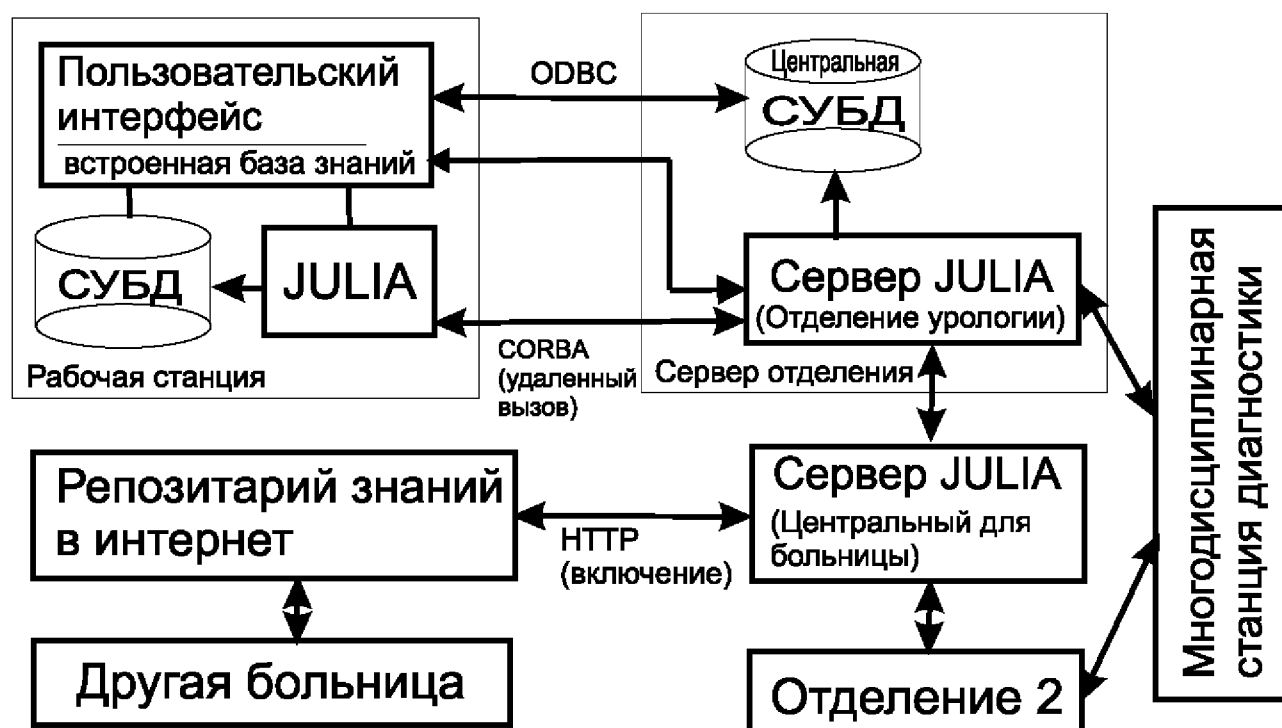 Пользовательский
интерфейс
встроенная база знаний
СУБД
JULIA
Рабочая станция
ODBC
CORBA
(удаленный
вызов)
Центральная
СУБД
Сервер JULIA
(Отделение урологии)
Сервер отделения
Многодисциплинарная
станция диагностики
Репозитарий знаний
в интернет
HTTP
(включение)
Сервер JULIA
(Центральный для
больницы)
Другая больница
Отделение 2